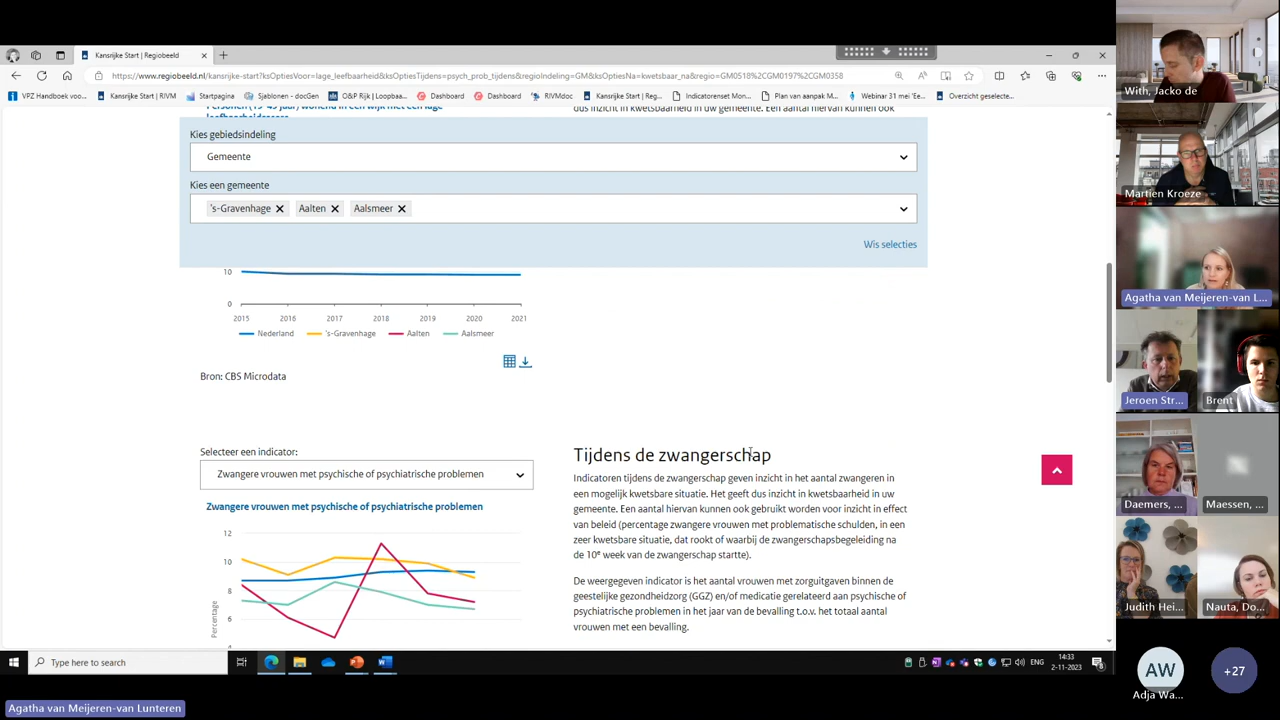 Kansrijke Start | Regiobeeld
https://www.regiobeeld.nl/kansrijke-start?ksOptiesVoor=lage_leefbaarheid&ksOptiesTijdens=psych_prob_tijdens&regioIndeling=GM&ksOptiesNa=kwetsbaar_na&regio=GM0518%2CGM0197%2CGM0358
VPZ Handboek voo...
Kansrijke Start | RIVM
Startpagina
Sjablonen - docGen
O&P Rijk | Loopbaa...
Dashboard
Dashboard
RIVMdoc
Kansrijke Start | Reg...
Indicatorenset Mon...
Plan van aanpak M...
Webinar 31 mei '8...
Overzicht geselecte...
Kies gebiedsindeling
Gemeente
Kies een gemeente
's-Gravenhage
Aalten
Aalsmeer
Wis selecties
10
0
2015 2016 2017 2018 2019 2020 2021
Nederland 's-Gravenhage Aalten Aalsmeer
Bron: CBS Microdata
Selecteer een indicator:
Zwangere vrouwen met psychische of psychiatrische problemen
Zwangere vrouwen met psychische of psychiatrische problemen
12
10
8
6
Percentage
Tijdens de zwangerschap
Indicatoren tijdens de zwangerschap geven inzicht in het aantal zwangeren in
een mogelijk kwetsbare situatie. Het geeft dus inzicht in kwetsbaarheid in uw
gemeente. Een aantal hiervan kunnen ook gebruikt worden voor inzicht in effect
van beleid (percentage zwangere vrouwen met problematische schulden, in een
zeer kwetsbare situatie, dat rookt of waarbij de zwangerschapsbegeleiding na
de 10e week van de zwangerschap startte).
De weergegeven indicator is het aantal vrouwen met zorguitgaven binnen de
geestelijke gezondheidzorg (GGZ) en/of medicatie gerelateerd aan psychische of
psychiatrische problemen in het jaar van de bevalling t.o.v. het totaal aantal
vrouwen met een bevalling.
Type here to search
ENG
14:33
2-11-2023
With, Jacko de
Martien Kroeze
Agatha van Meijeren-van L...
Jeroen Str...
Brent
Daemers, ...
Maessen, ...
Judith Hei...
Nauta, Do...
AW
Adja Wa...
+27
Agatha van Meijeren-van Lunteren